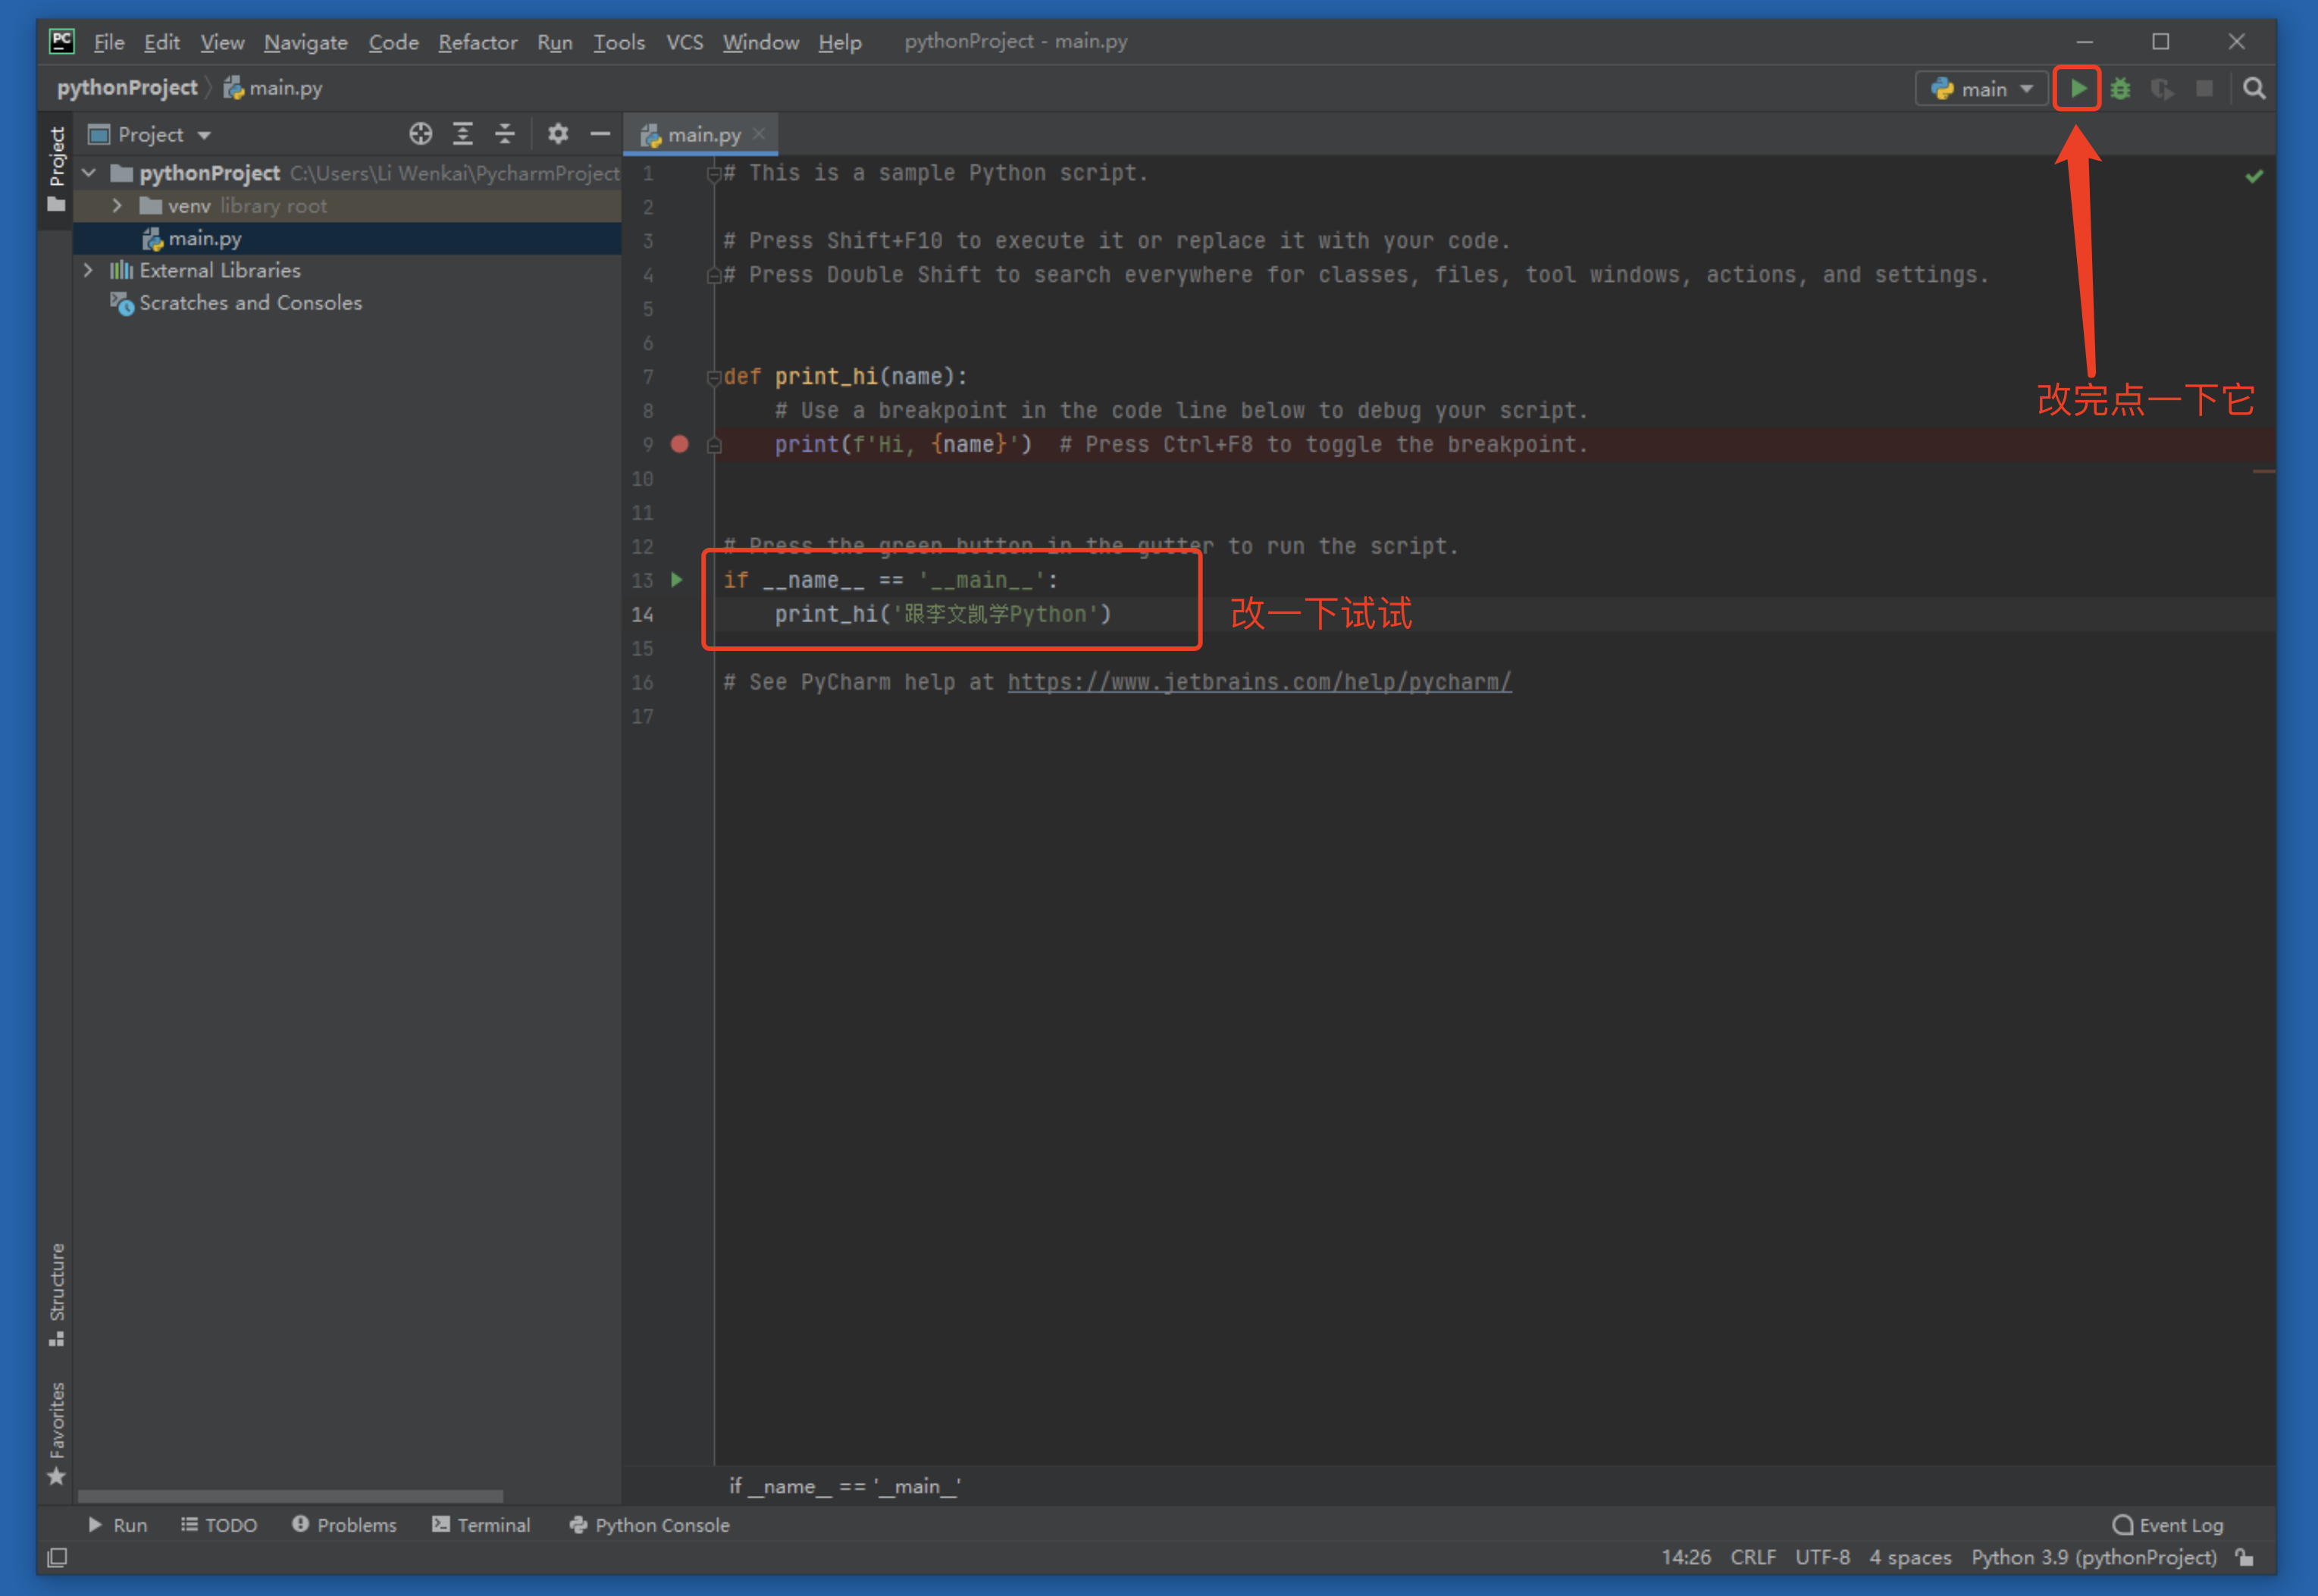 PC File Edit View Navigate Code Refactor Run Tools VCS Window Help pythonProject - main.py
pythonProject main.py main
Project
Project
main.py
pythonProject C:\Users\Li Wenkai\PycharmProject
venv library root
main.py
External Libraries
Scratches and Consoles
1 # This is a sample Python script.
2
3 # Press Shift+F10 to execute it or replace it with your code.
4 # Press Double Shift to search everywhere for classes, files, tool windows, actions, and settings.
5
6
7 def print_hi(name):
改完点一下它
8 # Use a breakpoint in the code line below to debug your script.
9 print(f'Hi, {name}') # Press Ctrl+F8 to toggle the breakpoint.
10
11
12 # Press the green button in the gutter to run the script.
13 if __name__ == '__main__':
14 print_hi('跟李文凯学Python')
改一下试试
15
16 # See PyCharm help at https://www.jetbrains.com/help/pycharm/
17
Structure
Favorites
if __name__ == '__main__'
Run TODO Problems Terminal Python Console Event Log
14:26 CRLF UTF-8 4 spaces Python 3.9 (pythonProject)